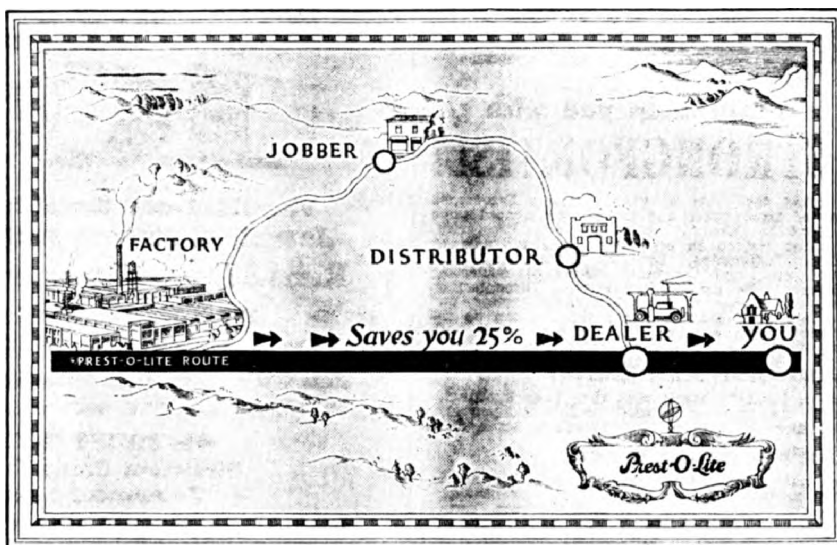 JOBBER
FACTORY
DISTRIBUTOR
Saves you 25% DEALER YOU
PREST-O-LITE ROUTE
Prest-O-Lite